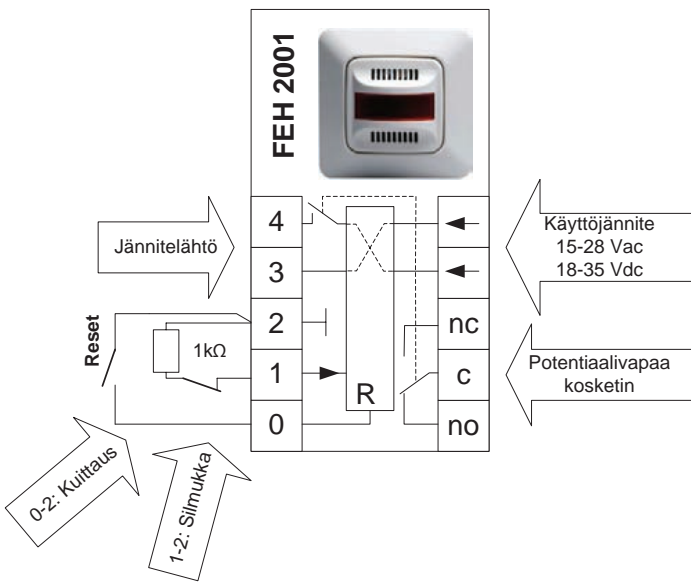 FEH 2001
4
3
2
1
0
R
nc
c
no
Jännitelähtö
Käyttöjännite
15-28 Vac
18-35 Vdc
Potentiaalivapaa
kosketin
Reset
1kΩ
0-2: Kuittaus
1-2: Silmukka